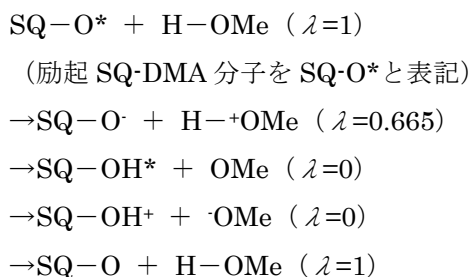 SQ－O* ＋ H－OMe（λ=1）
（励起 SQ-DMA 分子を SQ-O*と表記）
→SQ－O⁻ ＋ H－⁺OMe（λ=0.665）
→SQ－OH* ＋ OMe（λ=0）
→SQ－OH⁺ ＋ ⁻OMe（λ=0）
→SQ－O ＋ H－OMe（λ=1）